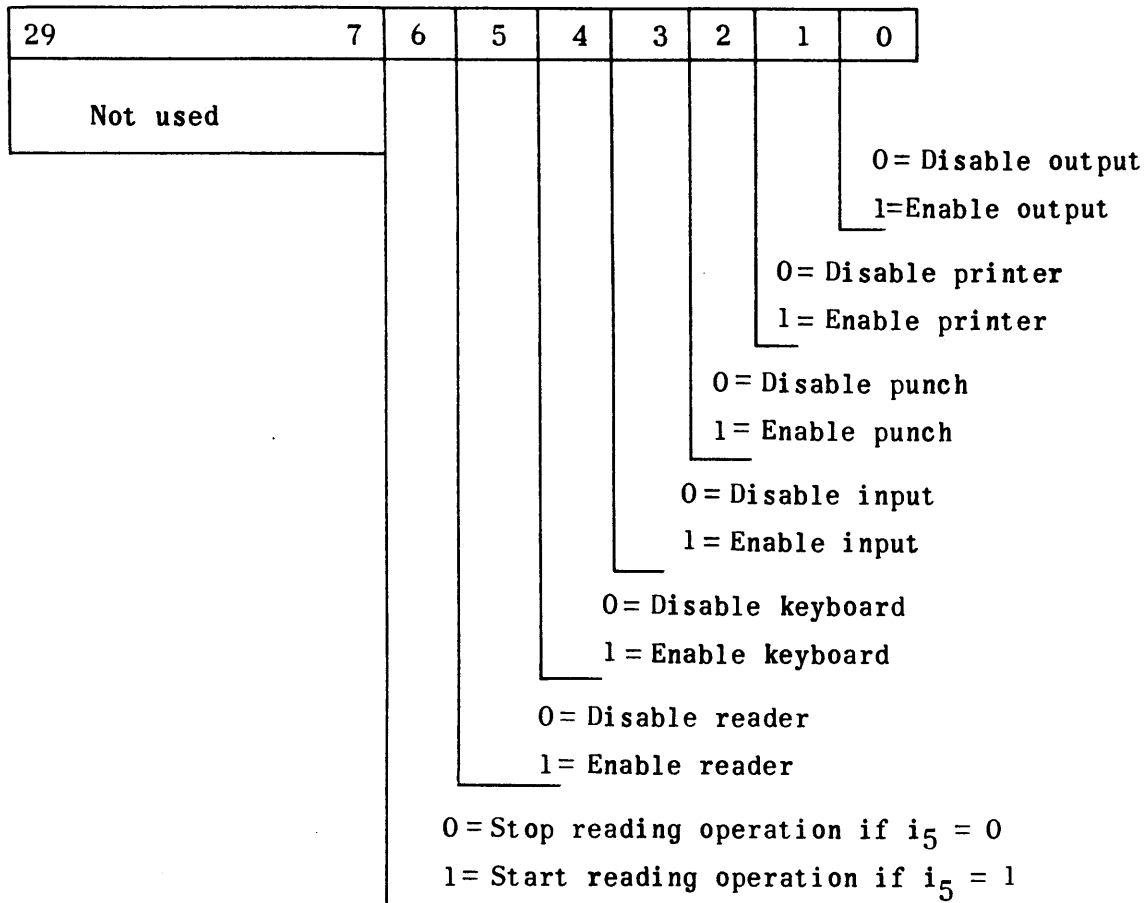 29 7 6 5 4 3 2 1 0
Not used
0= Disable output
1=Enable output
0= Disable printer
1= Enable printer
0= Disable punch
1= Enable punch
0= Disable input
1= Enable input
0= Disable keyboard
1= Enable keyboard
0= Disable reader
1= Enable reader
0= Stop reading operation if i5 = 0
1= Start reading operation if i5 = 1